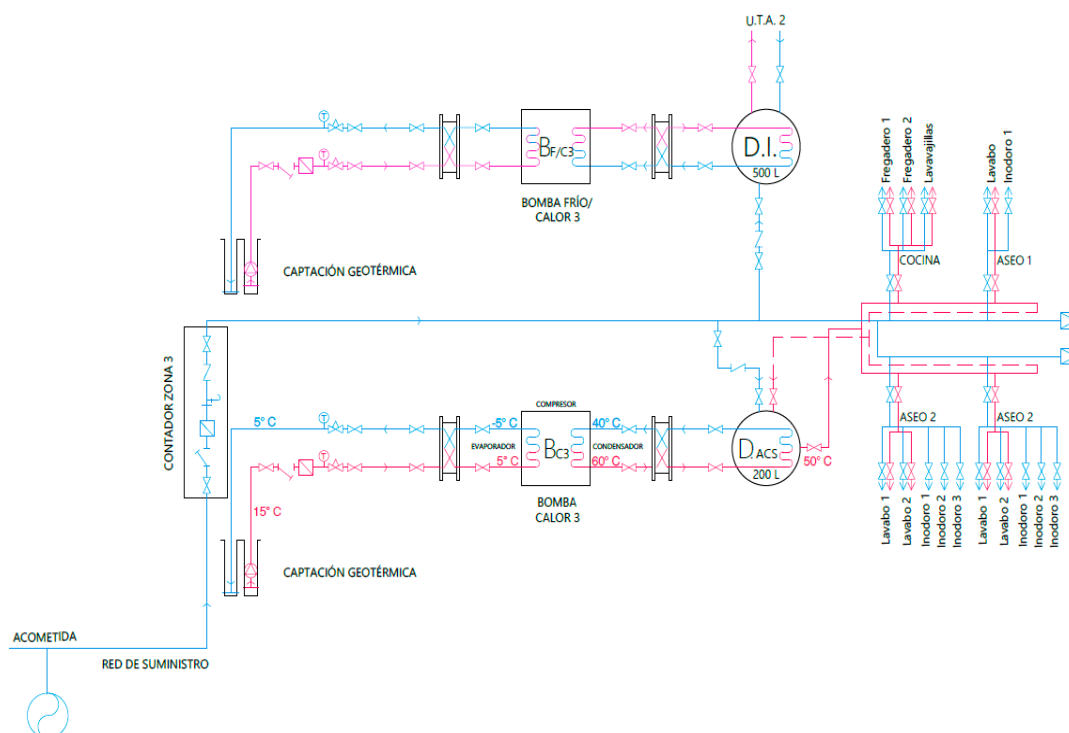 U.T.A. 2
T
T
BF/C3
D.I.
500 L
BOMBA FRÍO/
CALOR 3
CAPTACIÓN GEOTÉRMICA
Fregadero 1
Fregadero 2
Lavavajillas
Lavabo
Inodoro 1
COCINA
ASEO 1
CONTADOR ZONA 3
5° C
T
-5° C
COMPRESOR
40° C
EVAPORADOR
BC3
CONDENSADOR
D. ACS
T
5° C
60° C
200 L
50° C
15° C
BOMBA
CALOR 3
CAPTACIÓN GEOTÉRMICA
ASEO 2
ASEO 2
Lavabo 1
Lavabo 2
Inodoro 1
Inodoro 2
Inodoro 3
Lavabo 1
Lavabo 2
Inodoro 1
Inodoro 2
Inodoro 3
ACOMETIDA
RED DE SUMINISTRO